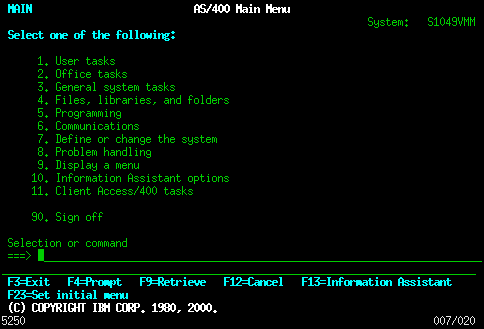 MAIN AS/400 Main Menu
System: S1049VMM
Select one of the following:
1. User tasks
2. Office tasks
3. General system tasks
4. Files, libraries, and folders
5. Programming
6. Communications
7. Define or change the system
8. Problem handling
9. Display a menu
10. Information Assistant options
11. Client Access/400 tasks
90. Sign off
Selection or command
===>
F3=Exit F4=Prompt F9=Retrieve F12=Cancel F13=Information Assistant
F23=Set initial menu
(C) COPYRIGHT IBM CORP. 1980, 2000.
5250 007/020